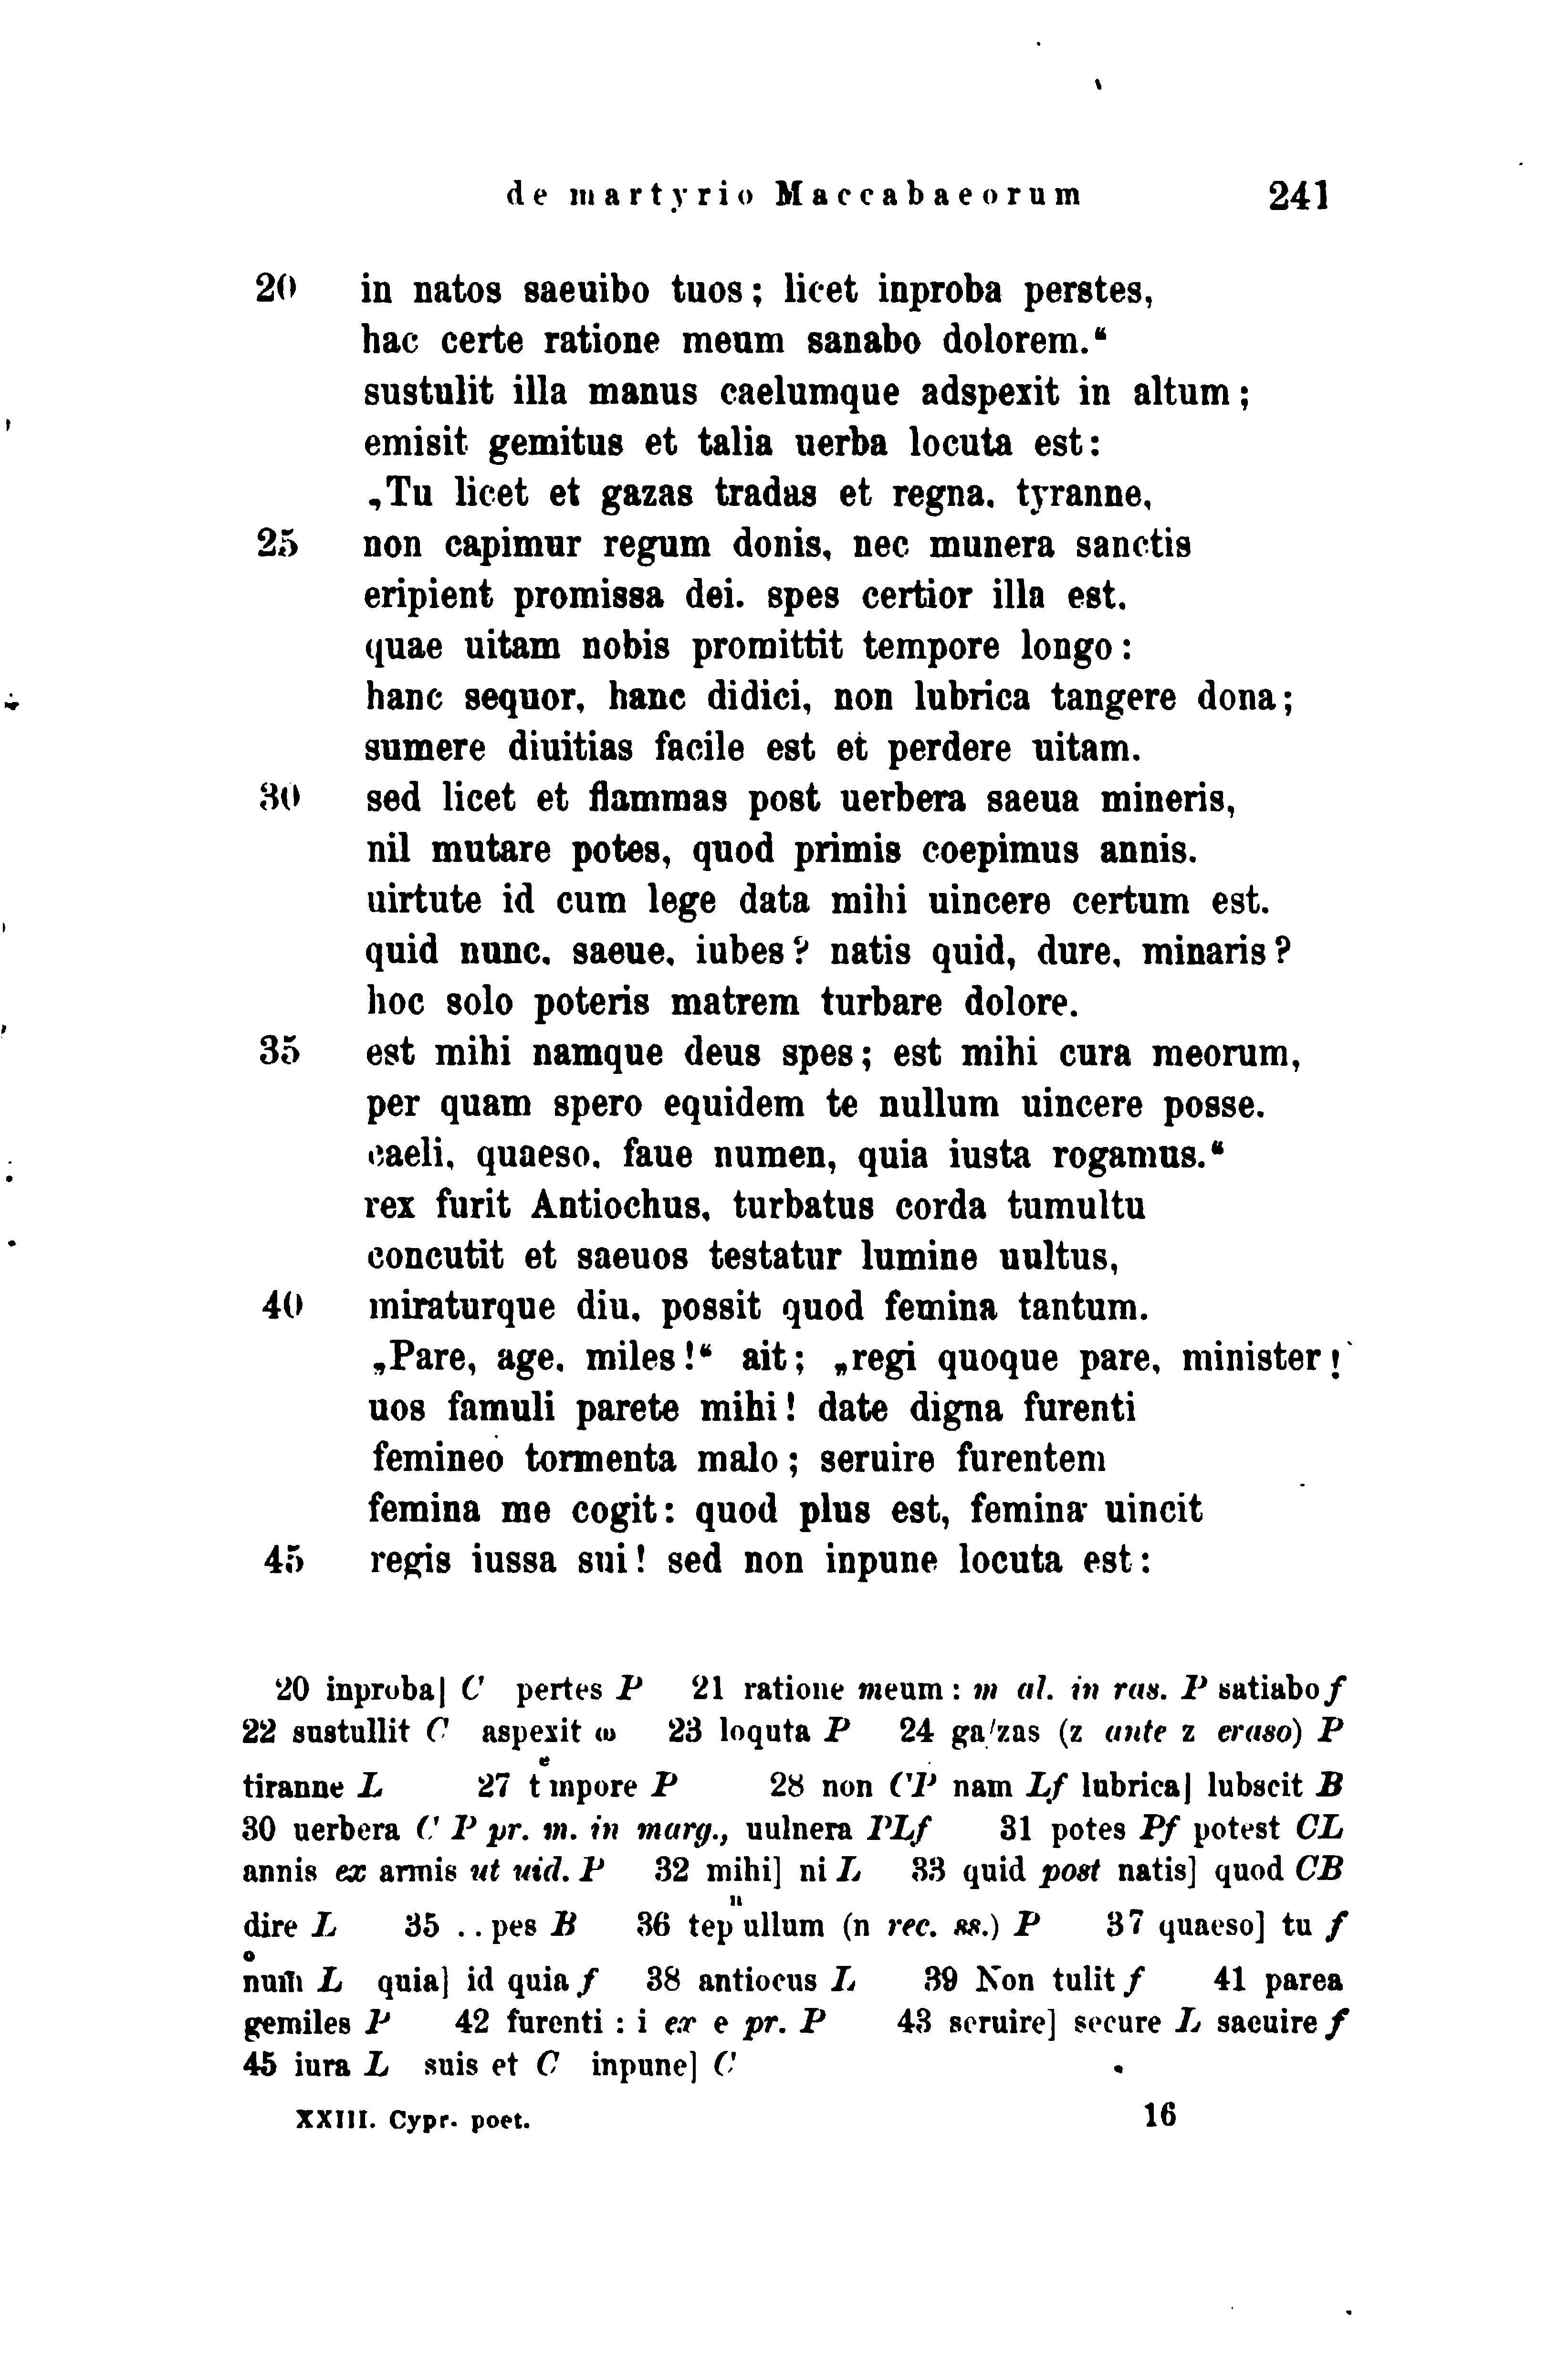 de martyrio Maccabaeorum 241
20 in natos saeuibo tuos; licet inproba perstes,
hac certe ratione meum sanabo dolorem.“
sustulit illa manus caelumque adspexit in altum;
emisit gemitus et talia uerba locuta est:
„Tu licet et gazas tradas et regna, tyranne,
25 non capimur regum donis, nec munera sanctis
eripient promissa dei. spes certior illa est,
quae uitam nobis promittit tempore longo:
hanc sequor, hanc didici, non lubrica tangere dona;
sumere diuitias facile est et perdere uitam.
30 sed licet et flammas post uerbera saeua mineris,
nil mutare potes, quod primis coepimus annis.
uirtute id cum lege data mihi uincere certum est.
quid nunc, saeue, iubes? natis quid, dure, minaris?
hoc solo poteris matrem turbare dolore.
35 est mihi namque deus spes; est mihi cura meorum,
per quam spero equidem te nullum uincere posse.
caeli, quaeso, faue numen, quia iusta rogamus.“
rex furit Antiochus, turbatus corda tumultu
concutit et saeuos testatur lumine uultus,
40 miraturque diu, possit quod femina tantum.
„Pare, age, miles!“ ait; „regi quoque pare, minister!
uos famuli parete mihi! date digna furenti
femineo tormenta malo; seruire furentem
femina me cogit: quod plus est, femina uincit
45 regis iussa sui! sed non inpune locuta est:
20 inproba] C pertes P 21 ratione meum: m al. in ras. P satiabo f
22 sustullit C aspexit ω 23 loquta P 24 ga/zas (z ante z eraso) P
tiranne L 27 tempore P 28 non CP nam Lf lubrica] lubscit B
30 uerbera C P pr. m. in marg., uulnera PLf 31 potes Pf potest CL
annis ex armis ut uid. P 32 mihi] ni L 33 quid post natis] quod CB
dire L 35 ..pes B 36 tepnullum (n rec. ss.) P 37 quaeso] tu f
L quia] id quia f 38 antiocus L 39 Non tulit f 41 parea
gemiles P 42 furenti : i ex e pr. P 43 seruire] secure L saeuire f
45 iura L suis et C inpune] C
XXIII. Cypr. poet. 16